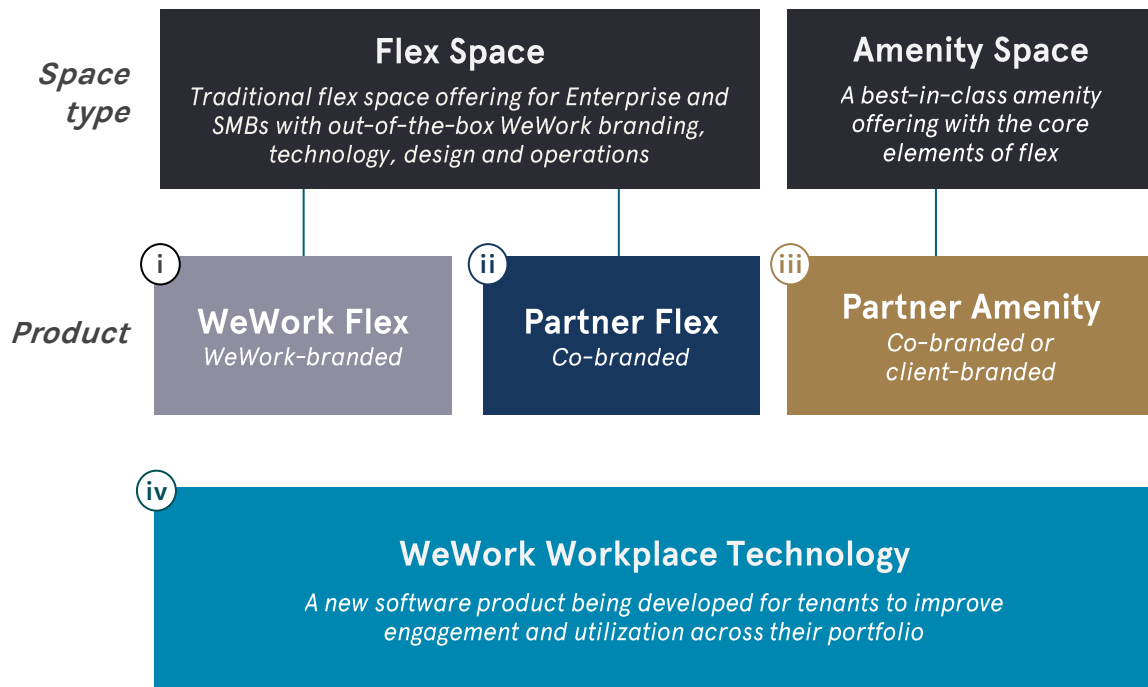 Space
type
Flex Space
Traditional flex space offering for Enterprise and
SMBs with out-of-the-box WeWork branding,
technology, design and operations
Amenity Space
A best-in-class amenity
offering with the core
elements of flex
Product
i
WeWork Flex
WeWork-branded
ii
Partner Flex
Co-branded
iii
Partner Amenity
Co-branded or
client-branded
iv
WeWork Workplace Technology
A new software product being developed for tenants to improve
engagement and utilization across their portfolio